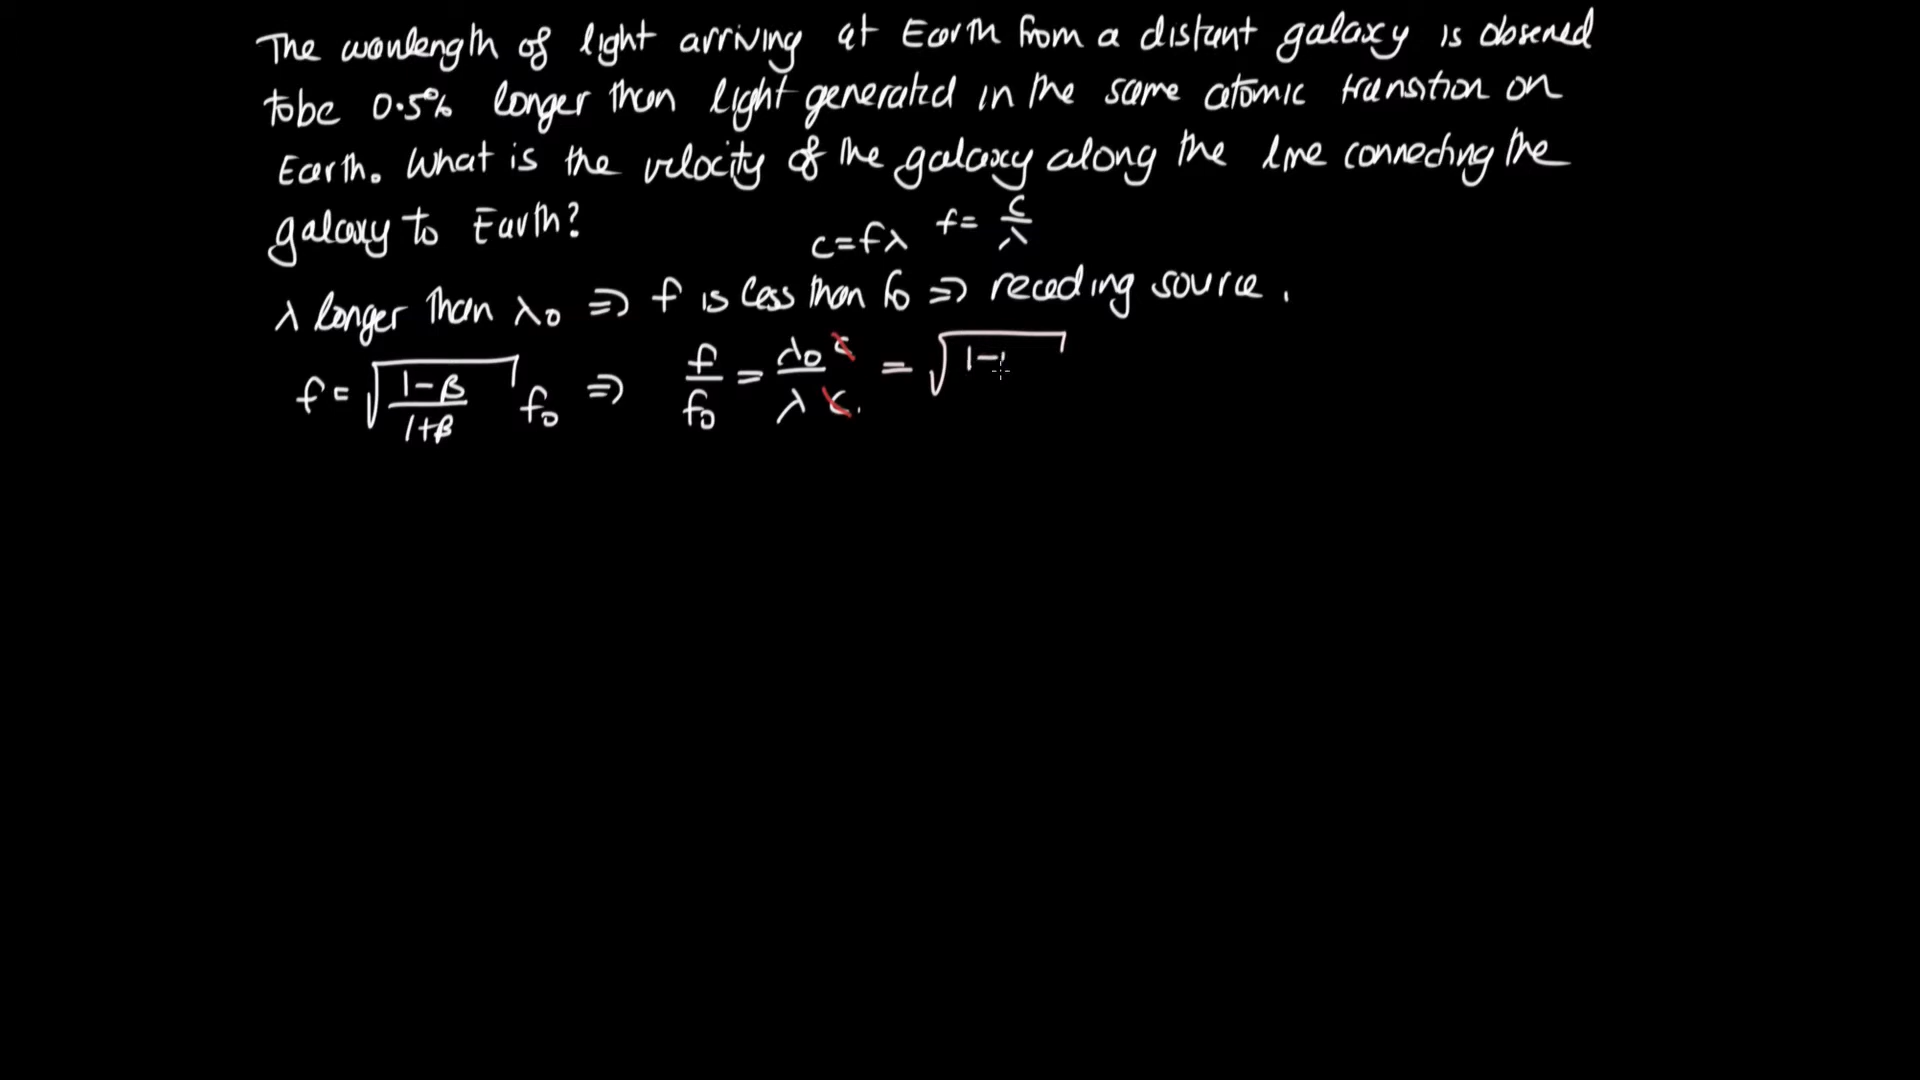 The wavelength of light arriving at Earth from a distant galaxy is observed
to be 0.5% longer than light generated in the same atomic transition on
Earth. What is the velocity of the galaxy along the line connecting the
galaxy to Earth?
c=fλ f= c/λ
λ longer than λ₀ ⇒ f is less than f₀ ⇒ receding source.
f = √((1-β)/(1+β)) f₀ ⇒ f/f₀ = λ₀c/λc. = √(1-